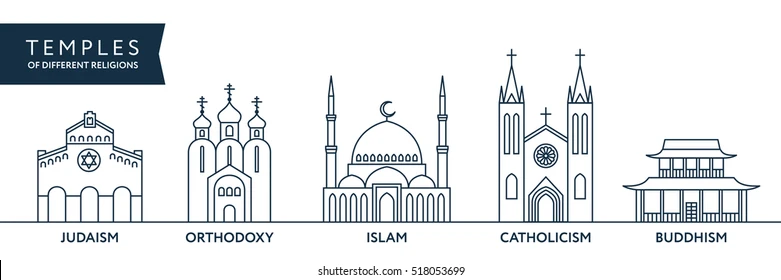 TEMPLES
OF DIFFERENT RELIGIONS
JUDAISM
ORTHODOXY
ISLAM
CATHOLICISM
BUDDHISM
shutterstock.com · 518053699